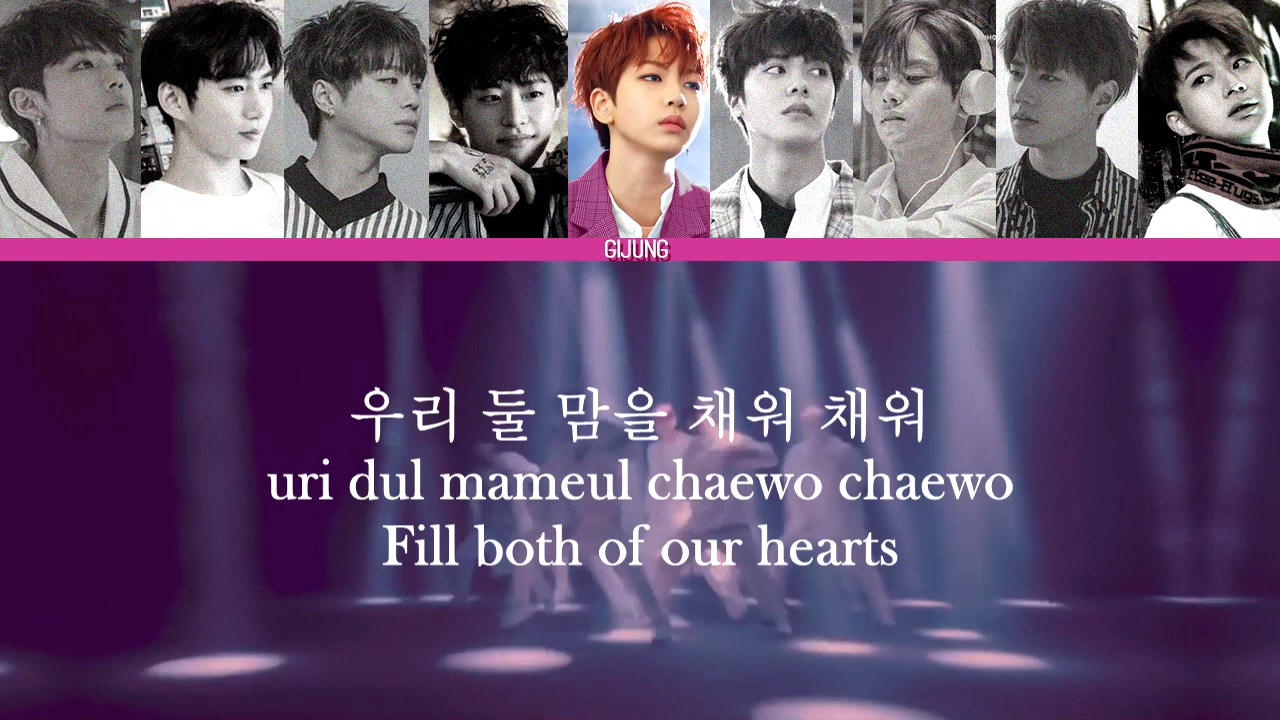 GIJUNG
우리 둘 맘을 채워 채워
uri dul mameul chaewo chaewo
Fill both of our hearts